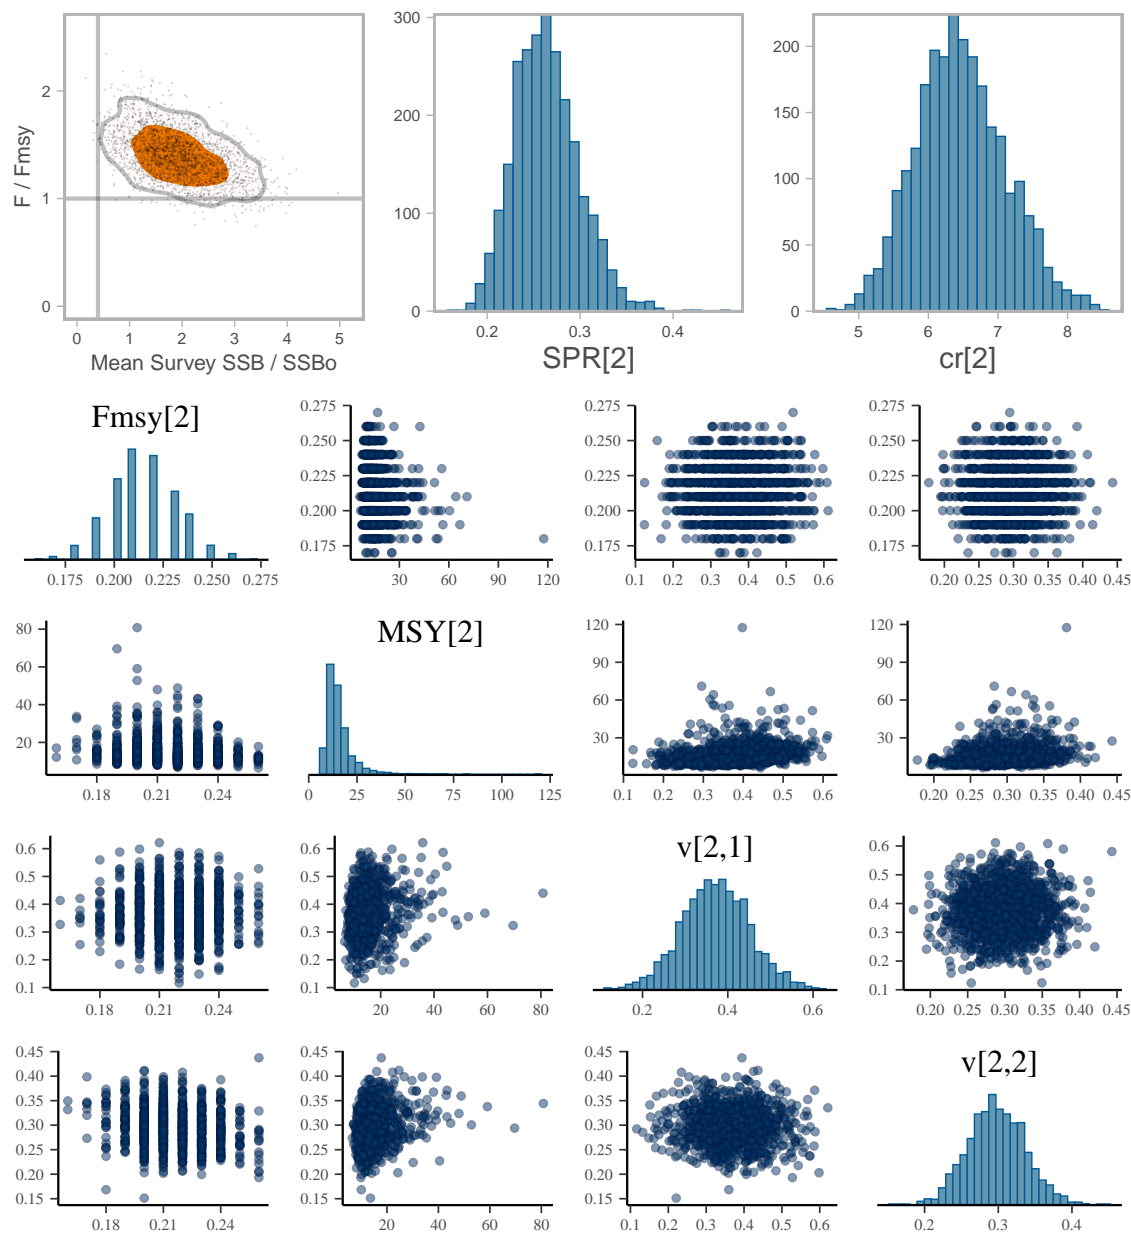 F / Fmsy
2
1
0
0 1 2 3 4 5
Mean Survey SSB / SSBo
300
200
100
0
0.2 0.3 0.4
SPR[2]
200
150
100
50
0
5 6 7 8
cr[2]
Fmsy[2]
0.175 0.200 0.225 0.250 0.275
0.275
0.250
0.225
0.200
0.175
30 60 90 120
0.275
0.250
0.225
0.200
0.175
0.1 0.2 0.3 0.4 0.5 0.6
0.275
0.250
0.225
0.200
0.175
0.20 0.25 0.30 0.35 0.40 0.45
80
60
40
20
0.18 0.21 0.24
MSY[2]
0 25 50 75 100 125
120
90
60
30
0.1 0.2 0.3 0.4 0.5 0.6
120
90
60
30
0.20 0.25 0.30 0.35 0.40 0.45
0.6
0.5
0.4
0.3
0.2
0.1
0.18 0.21 0.24
0.6
0.5
0.4
0.3
0.2
0.1
20 40 60 80
v[2,1]
0.2 0.4 0.6
0.6
0.5
0.4
0.3
0.2
0.1
0.20 0.25 0.30 0.35 0.40 0.45
0.45
0.40
0.35
0.30
0.25
0.20
0.15
0.18 0.21 0.24
0.45
0.40
0.35
0.30
0.25
0.20
0.15
20 40 60 80
0.45
0.40
0.35
0.30
0.25
0.20
0.15
0.1 0.2 0.3 0.4 0.5 0.6
v[2,2]
0.2 0.3 0.4